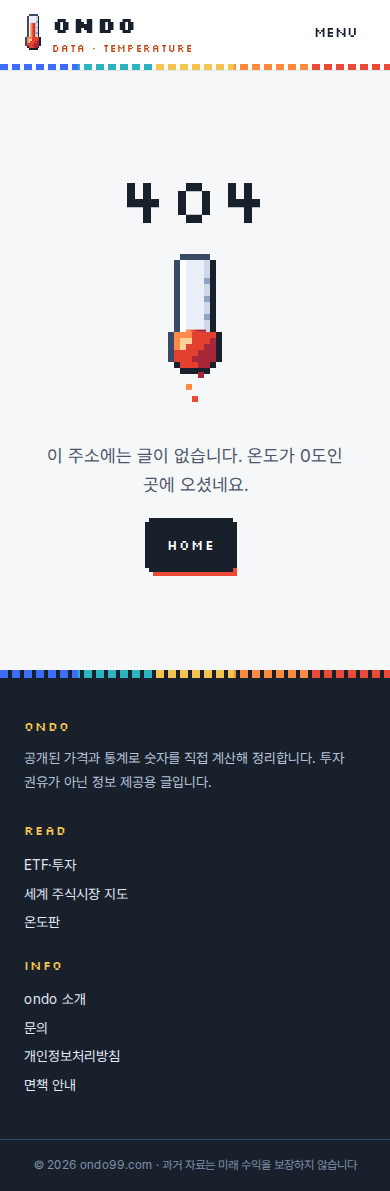 ONDO
DATA · TEMPERATURE
MENU
404
이 주소에는 글이 없습니다. 온도가 0도인
곳에 오셨네요.
HOME
ONDO
공개된 가격과 통계로 숫자를 직접 계산해 정리합니다. 투자
권유가 아닌 정보 제공용 글입니다.
READ
ETF·투자
세계 주식시장 지도
온도판
INFO
ondo 소개
문의
개인정보처리방침
면책 안내
© 2026 ondo99.com · 과거 자료는 미래 수익을 보장하지 않습니다